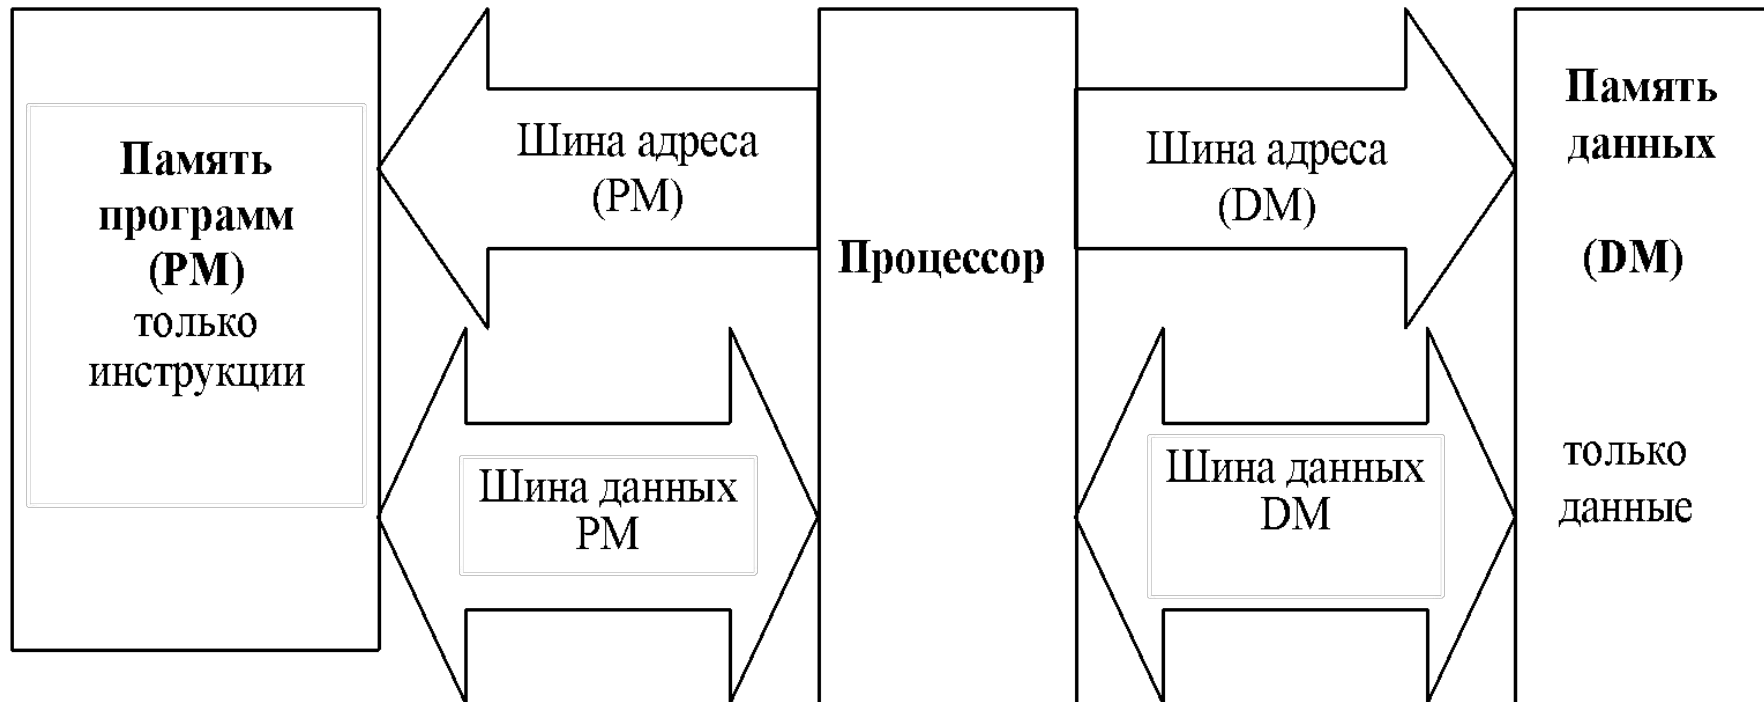 Память
программ
(PM)
только
инструкции
Шина адреса
(PM)
Шина данных
PM
Процессор
Шина адреса
(DM)
Шина данных
DM
Память
данных
(DM)
только
данные